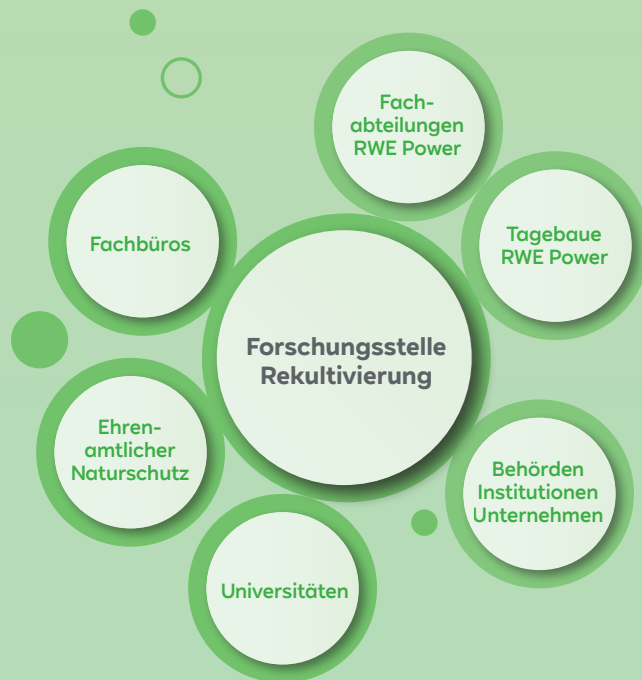 Fach-
abteilungen
RWE Power
Tagebaue
RWE Power
Fachbüros
Forschungsstelle
Rekultivierung
Ehren-
amtlicher
Naturschutz
Behörden
Institutionen
Unternehmen
Universitäten